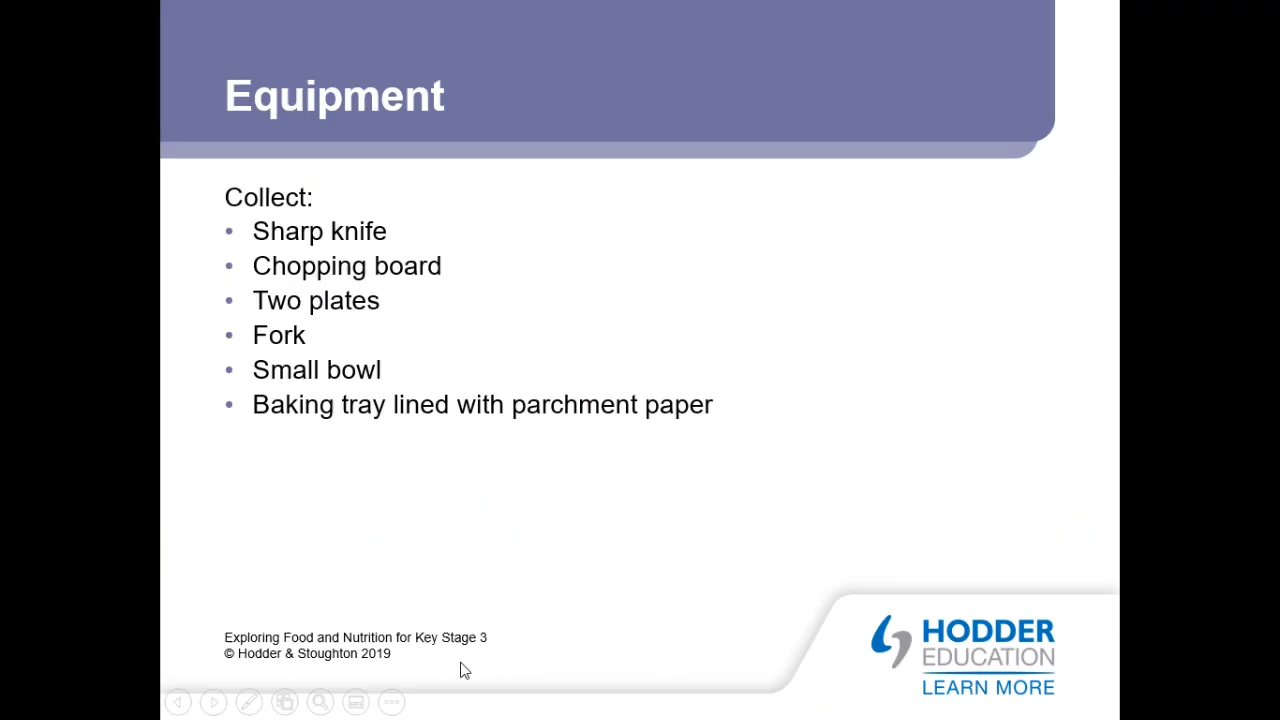 Equipment
Collect:
• Sharp knife
• Chopping board
• Two plates
• Fork
• Small bowl
• Baking tray lined with parchment paper
Exploring Food and Nutrition for Key Stage 3
© Hodder & Stoughton 2019
HODDER
EDUCATION
LEARN MORE